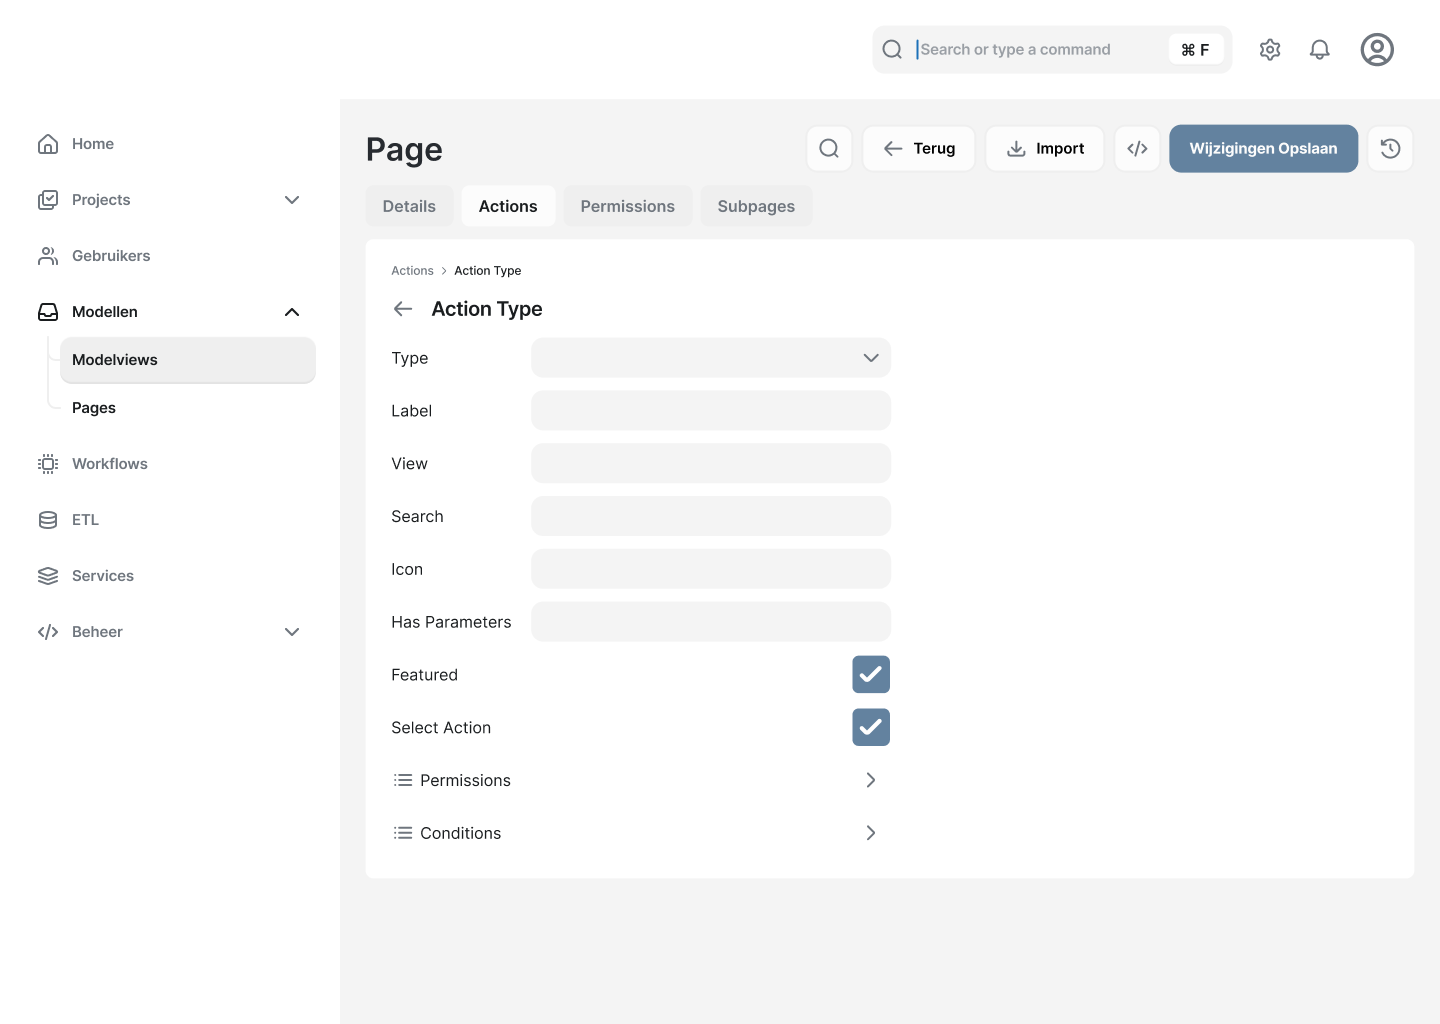 Search or type a command
⌘ F
Home
Projects
Gebruikers
Modellen
Modelviews
Pages
Workflows
ETL
Services
Beheer
Page
Terug
Import
Wijzigingen Opslaan
Details
Actions
Permissions
Subpages
Actions > Action Type
Action Type
Type
Label
View
Search
Icon
Has Parameters
Featured
Select Action
Permissions
Conditions